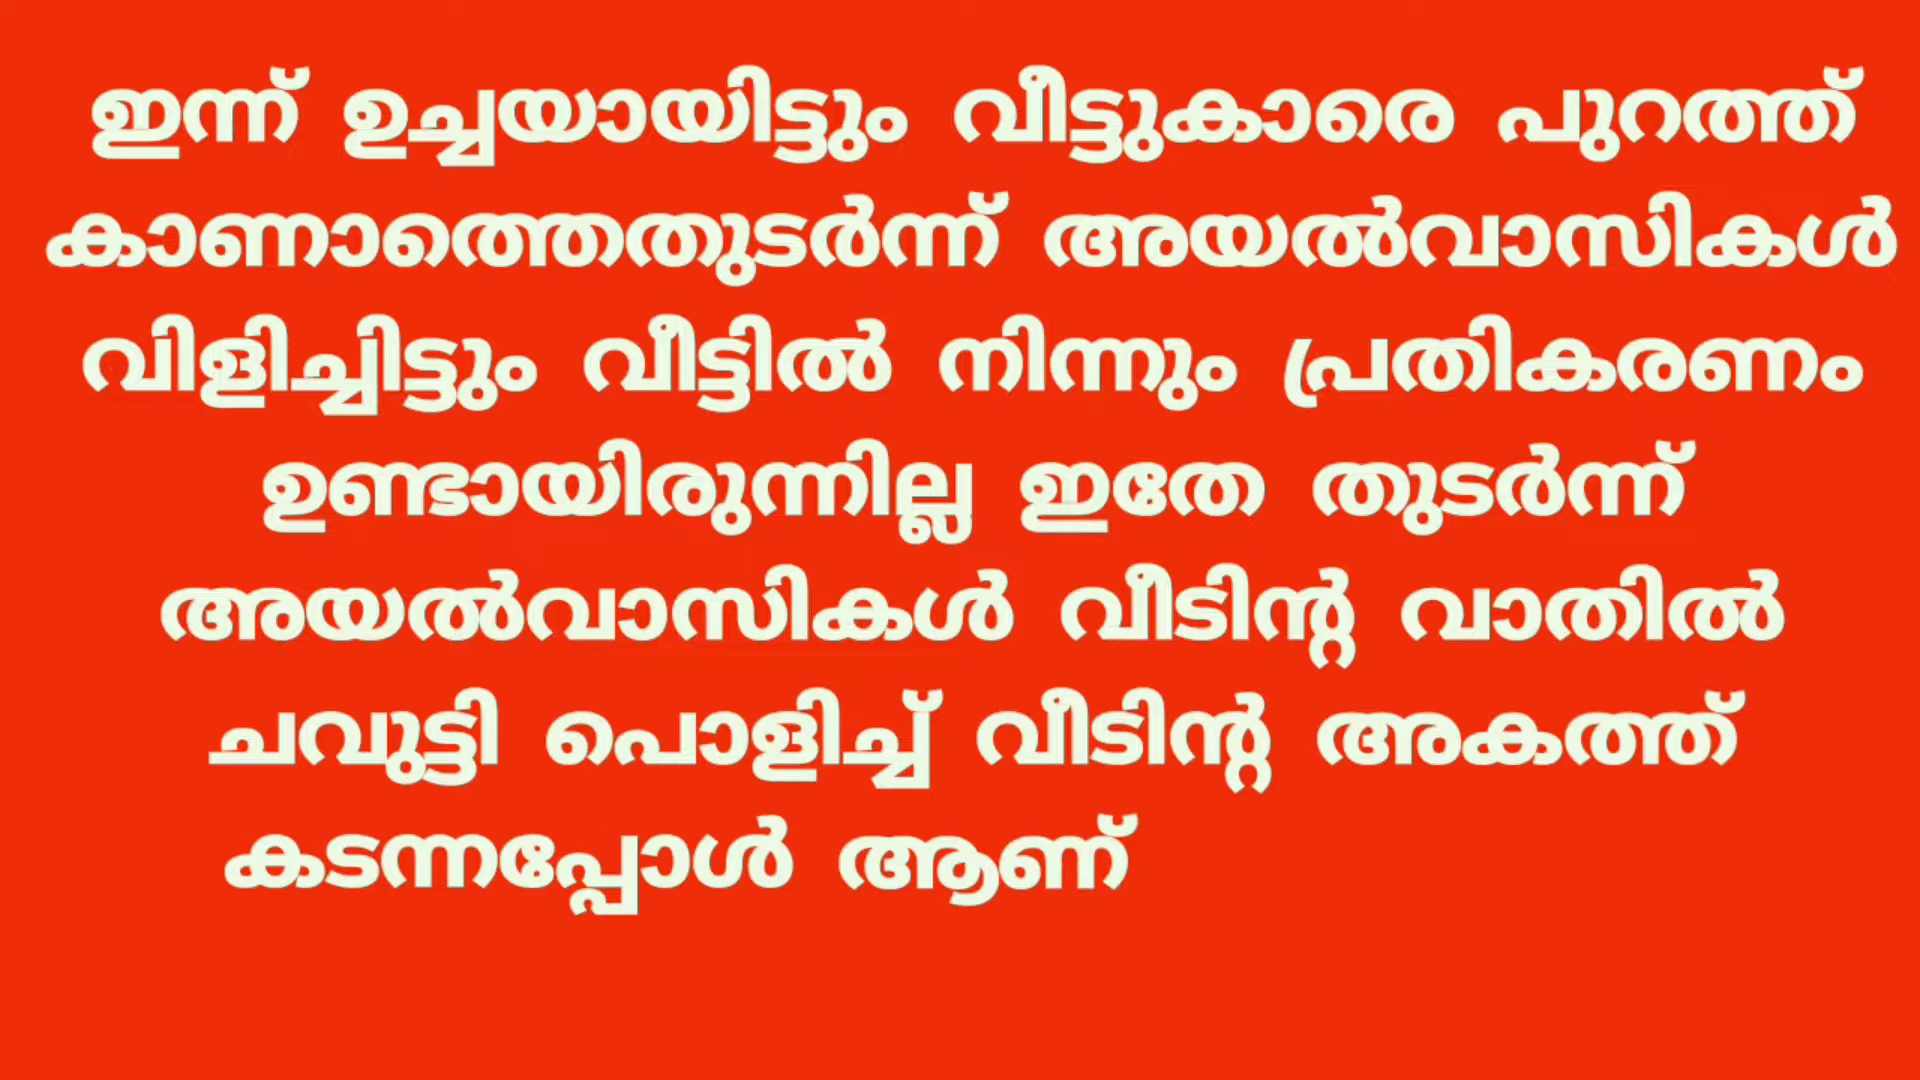 ഇന്ന് ഉച്ചയായിട്ടും വീട്ടുകാരെ പുറത്ത്
കാണാത്തെതുടർന്ന് അയൽവാസികൾ
വിളിച്ചിട്ടും വീട്ടിൽ നിന്നും പ്രതികരണം
ഉണ്ടായിരുന്നില്ല ഇതേ തുടർന്ന്
അയൽവാസികൾ വീടിന്റ വാതിൽ
ചവുട്ടി പൊളിച്ച് വീടിന്റ അകത്ത്
കടന്നപ്പോൾ ആണ്